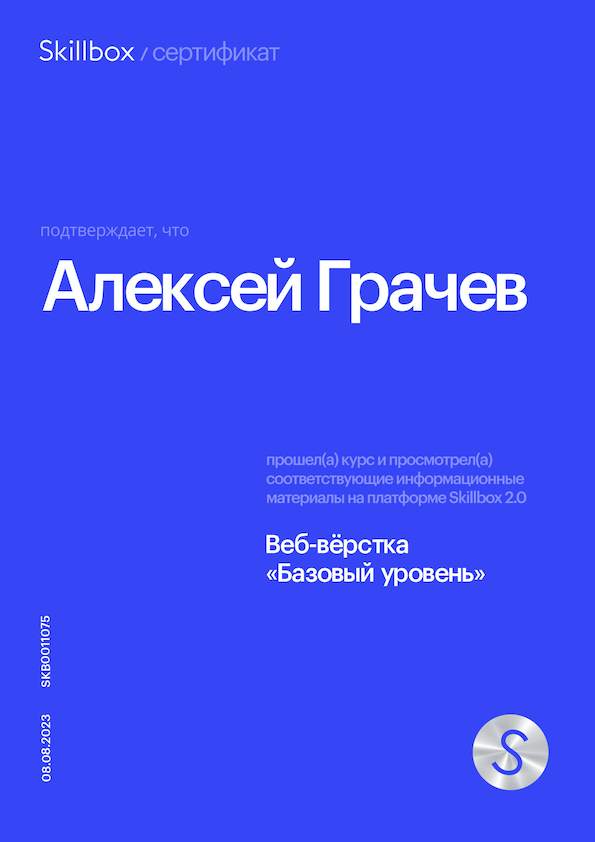 Skillbox / сертификат
подтверждает, что
Алексей Грачев
прошел(а) курс и просмотрел(а)
соответствующие информационные
материалы на платформе Skillbox 2.0
Веб-вёрстка
«Базовый уровень»
SKB0011075
08.08.2023
S